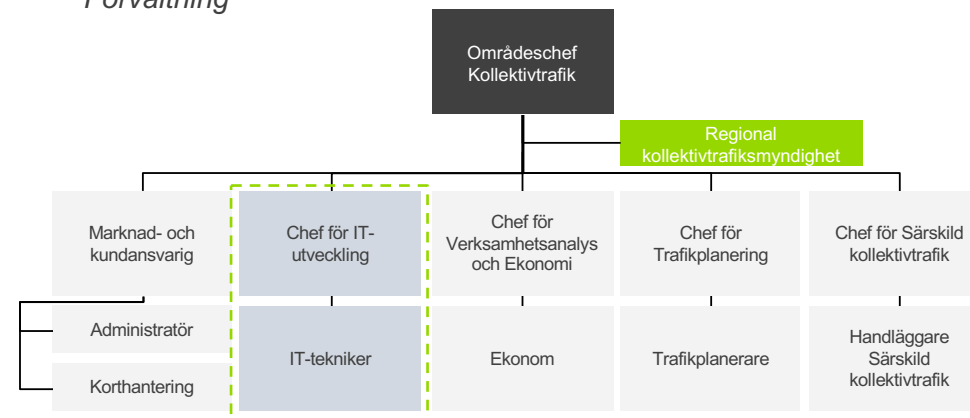 Förvaltning
Områdeschef
Kollektivtrafik
Regional
kollektivtrafiksmyndighet
Marknad- och
kundansvarig
Chef för IT-
utveckling
Chef för
Verksamhetsanalys
och Ekonomi
Chef för
Trafikplanering
Chef för Särskild
kollektivtrafik
Administratör
Korthantering
IT-tekniker
Ekonom
Trafikplanerare
Handläggare
Särskild
kollektivtrafik